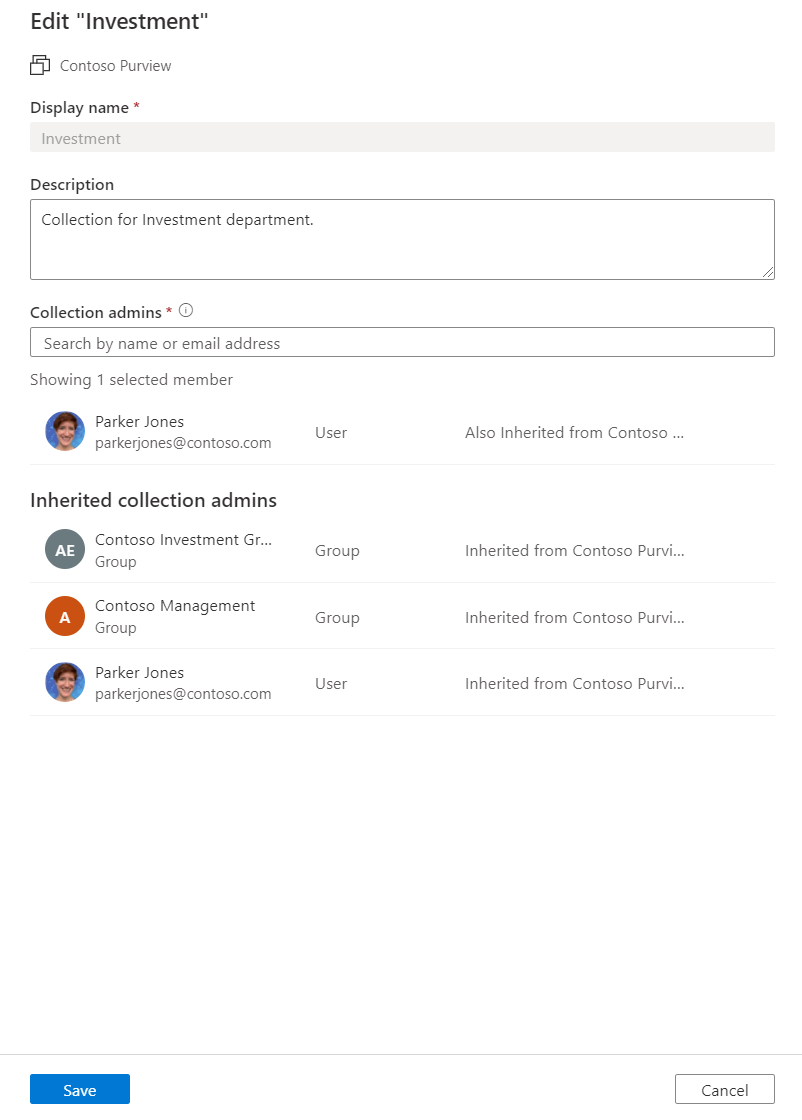 Edit "Investment"
Contoso Purview
Display name *
Investment
Description
Collection for Investment department.
Collection admins *
Search by name or email address
Showing 1 selected member
Parker Jones
parkerjones@contoso.com
User
Also Inherited from Contoso ...
Inherited collection admins
AE
Contoso Investment Gr...
Group
Group
Inherited from Contoso Purvi...
A
Contoso Management
Group
Group
Inherited from Contoso Purvi...
Parker Jones
parkerjones@contoso.com
User
Inherited from Contoso Purvi...
Save
Cancel